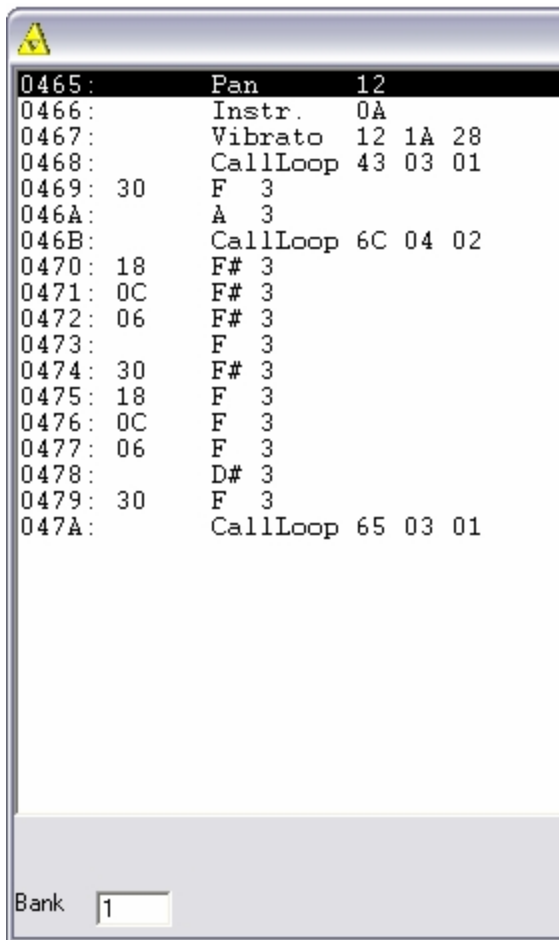 0465: Pan 12
0466: Instr. 0A
0467: Vibrato 12 1A 28
0468: CallLoop 43 03 01
0469: 30 F 3
046A: A 3
046B: CallLoop 6C 04 02
0470: 18 F# 3
0471: 0C F# 3
0472: 06 F# 3
0473: F 3
0474: 30 F# 3
0475: 18 F 3
0476: 0C F 3
0477: 06 F 3
0478: D# 3
0479: 30 F 3
047A: CallLoop 65 03 01
Bank 1